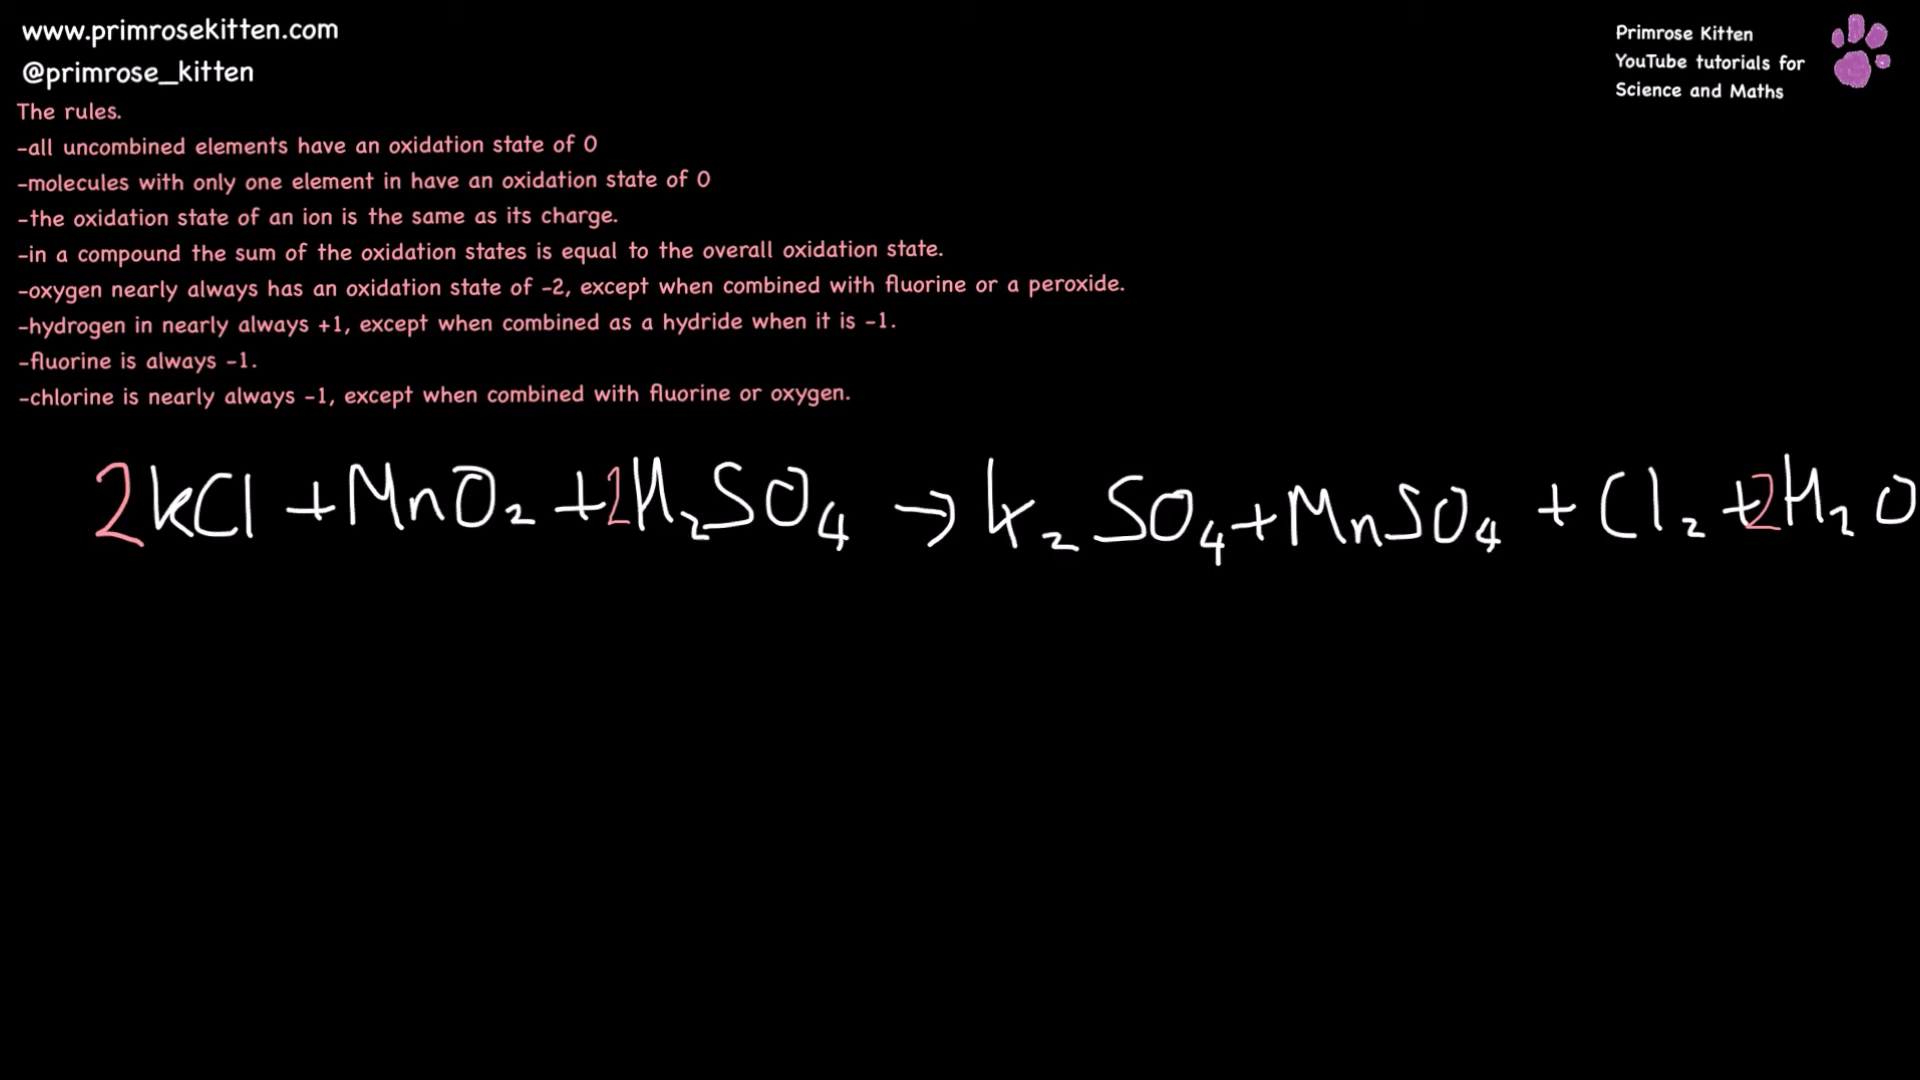 www.primrosekitten.com
@primrose_kitten
Primrose Kitten
YouTube tutorials for
Science and Maths
The rules.
-all uncombined elements have an oxidation state of 0
-molecules with only one element in have an oxidation state of 0
-the oxidation state of an ion is the same as its charge.
-in a compound the sum of the oxidation states is equal to the overall oxidation state.
-oxygen nearly always has an oxidation state of -2, except when combined with fluorine or a peroxide.
-hydrogen in nearly always +1, except when combined as a hydride when it is -1.
-fluorine is always -1.
-chlorine is nearly always -1, except when combined with fluorine or oxygen.
2KCl + MnO₂ + 2H₂SO₄ → K₂SO₄ + MnSO₄ + Cl₂ + 2H₂O